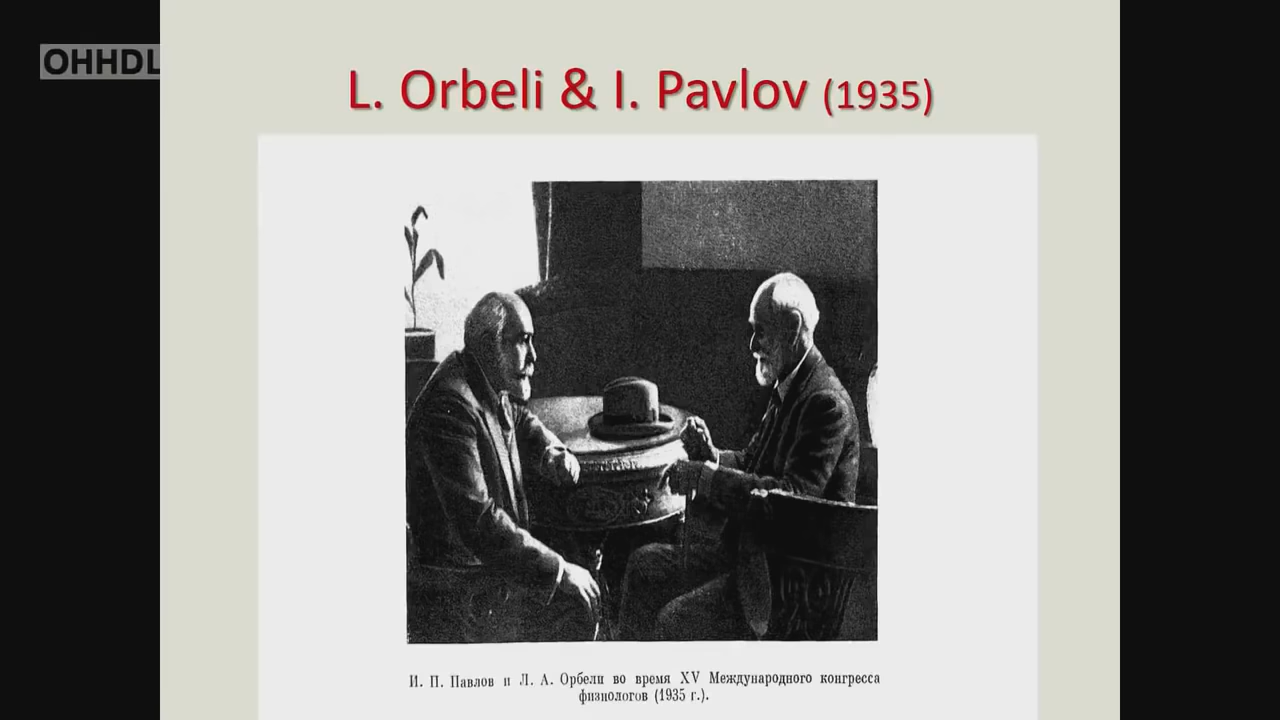 OHHDL
L. Orbeli & I. Pavlov (1935)
И. П. Павлов и Л. А. Орбели во время XV Международного конгресса
физиологов (1935 г.).